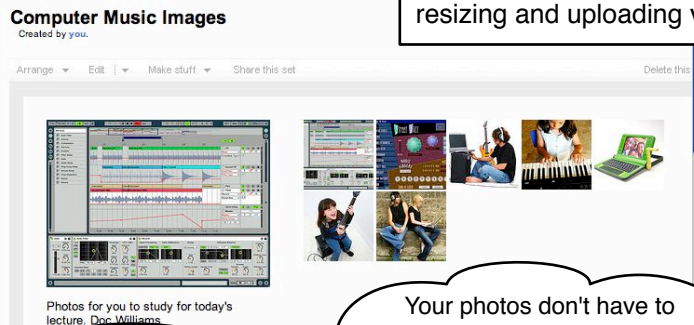 Computer Music Images
Created by you.
resizing and uploading
Arrange
Edit
Make stuff
Share this set
Delete this
Photos for you to study for today's
lecture. Doc Williams
Your photos don't have to